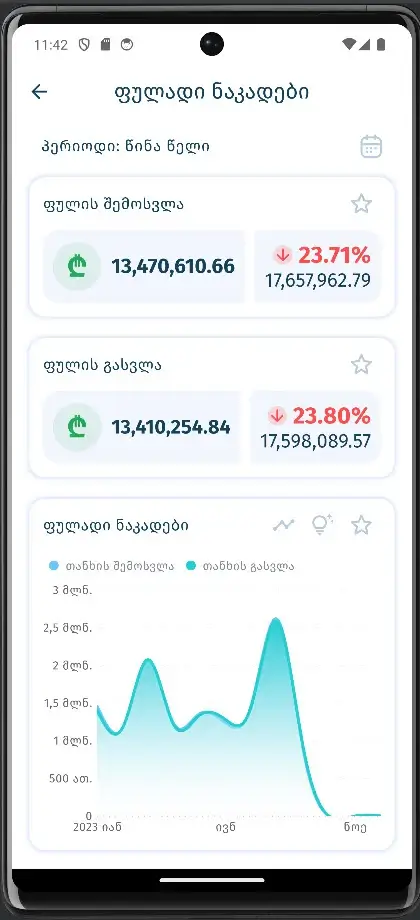 11:42
ფულადი ნაკადები
პერიოდი: წინა წელი
ფულის შემოსვლა
₾ 13,470,610.66
23.71%
17,657,962.79
ფულის გასვლა
₾ 13,410,254.84
23.80%
17,598,089.57
ფულადი ნაკადები
თანხის შემოსვლა თანხის გასვლა
3 მლნ.
2,5 მლნ.
2 მლნ.
1,5 მლნ.
1 მლნ.
500 ათ.
0
2023 იან ივნ ნოე